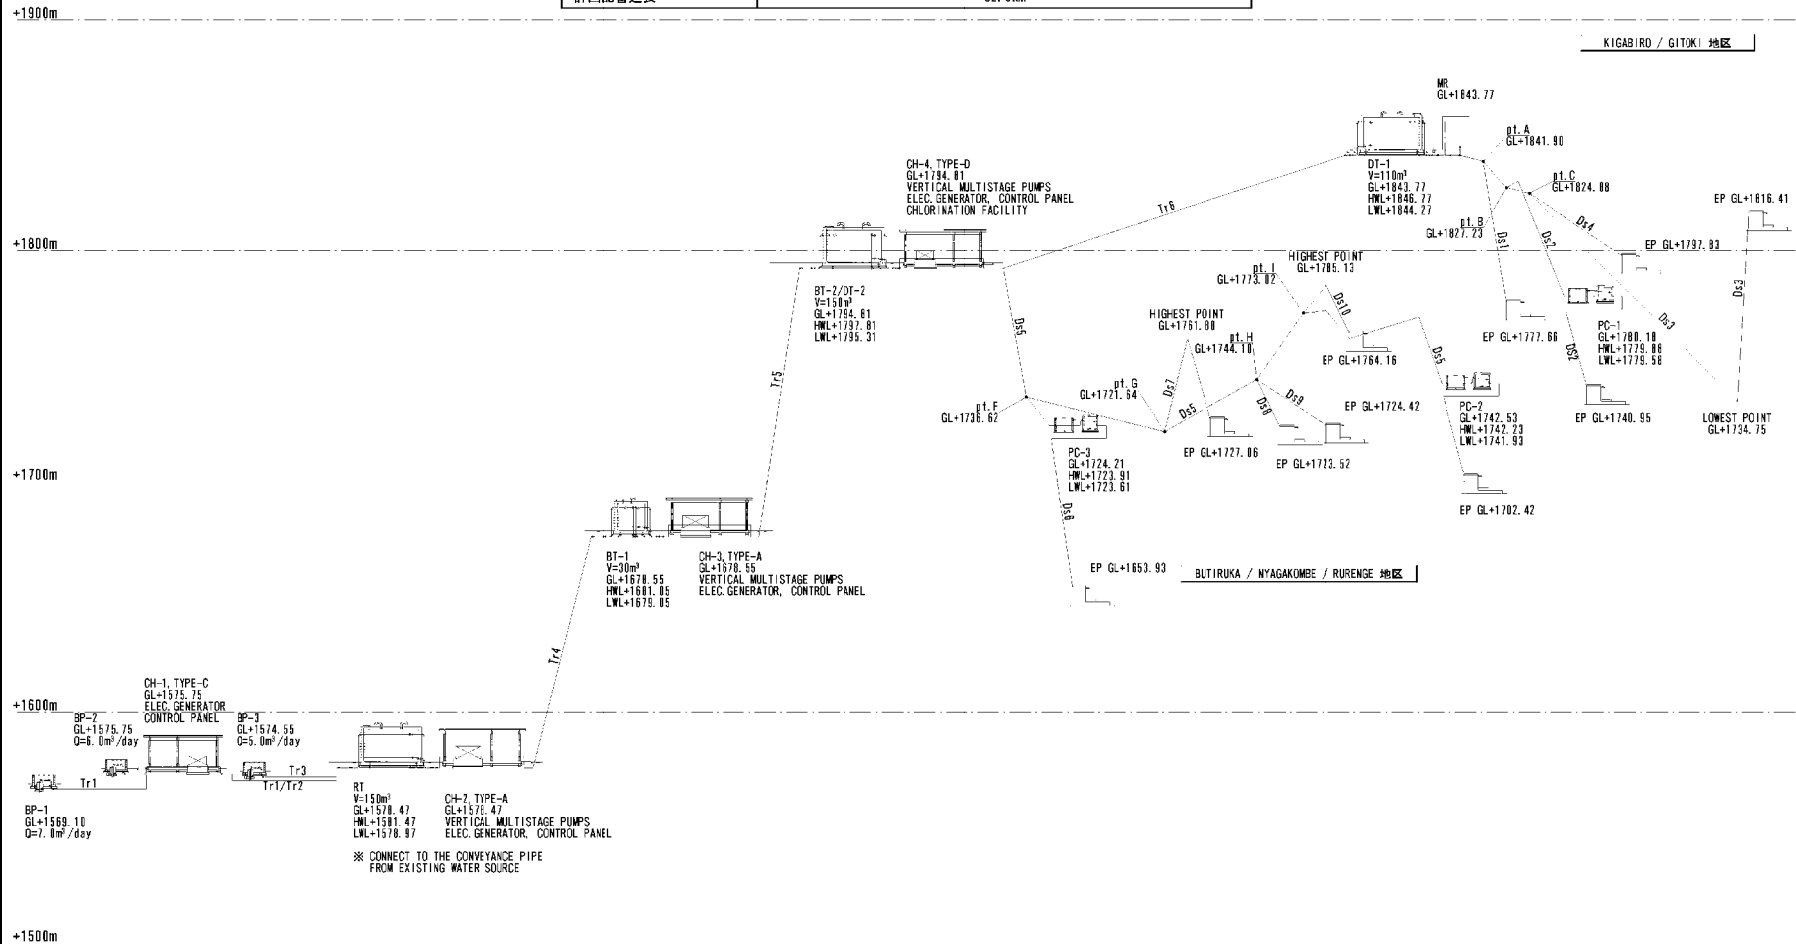 +1900m
KIGABIRO / GITOKI 地区
MR
GL+1843.77
pt.A
GL+1841.90
DT-1
V=110m³
GL+1843.77
HWL+1846.77
LWL+1844.27
pt.C
GL+1824.08
pt.B
GL+1827.23
EP GL+1816.41
CH-4, TYPE-D
GL+1794.81
VERTICAL MULTISTAGE PUMPS
ELEC. GENERATOR, CONTROL PANEL
CHLORINATION FACILITY
Tr6
Ds1
Ds2
Ds4
EP GL+1797.83
+1800m
HIGHEST POINT
GL+1785.13
pt.I
GL+1773.02
BT-2/DT-2
V=150m³
GL+1794.81
HWL+1797.81
LWL+1795.31
Ds10
Ds3
Ds3
HIGHEST POINT
GL+1761.88
pt.H
GL+1744.10
EP GL+1764.16
EP GL+1777.66
PC-1
GL+1780.18
HWL+1779.88
LWL+1779.58
Ds5
DS2
Tr5
pt.F
GL+1736.62
pt.G
GL+1721.64
Ds7
Ds5
Ds8
Ds9
Ds5
EP GL+1724.42
PC-2
GL+1742.53
HWL+1742.23
LWL+1741.93
EP GL+1740.95
LOWEST POINT
GL+1734.75
PC-3
GL+1724.21
HWL+1723.91
LWL+1723.61
EP GL+1727.06
EP GL+1723.52
EP GL+1702.42
+1700m
Ds6
BT-1
V=30m³
GL+1678.55
HWL+1681.05
LWL+1679.05
CH-3, TYPE-A
GL+1678.55
VERTICAL MULTISTAGE PUMPS
ELEC. GENERATOR, CONTROL PANEL
EP GL+1653.93
BUTIRUKA / NYAGAKOMBE / RURENGE 地区
Tr4
+1600m
CH-1, TYPE-C
GL+1575.75
ELEC. GENERATOR
CONTROL PANEL
BP-2
GL+1575.75
Q=6.0m³/day
BP-3
GL+1574.55
Q=5.0m³/day
Tr1
Tr3
Tr1/Tr2
BP-1
GL+1569.10
Q=7.0m³/day
RT
V=150m³
GL+1578.47
HWL+1581.47
LWL+1578.97
CH-2, TYPE-A
GL+1578.47
VERTICAL MULTISTAGE PUMPS
ELEC. GENERATOR, CONTROL PANEL
※ CONNECT TO THE CONVEYANCE PIPE
FROM EXISTING WATER SOURCE
+1500m